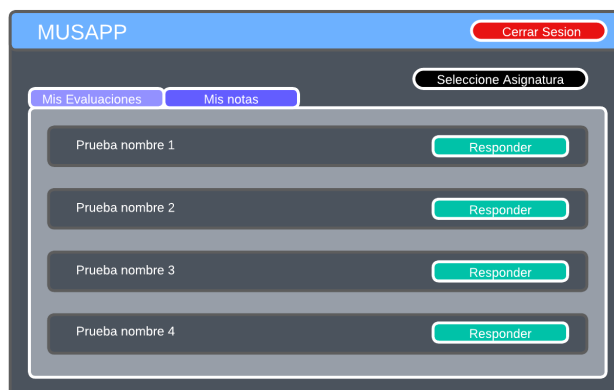 MUSAPP
Cerrar Sesion
Seleccione Asignatura
Mis Evaluaciones
Mis notas
Prueba nombre 1
Responder
Prueba nombre 2
Responder
Prueba nombre 3
Responder
Prueba nombre 4
Responder